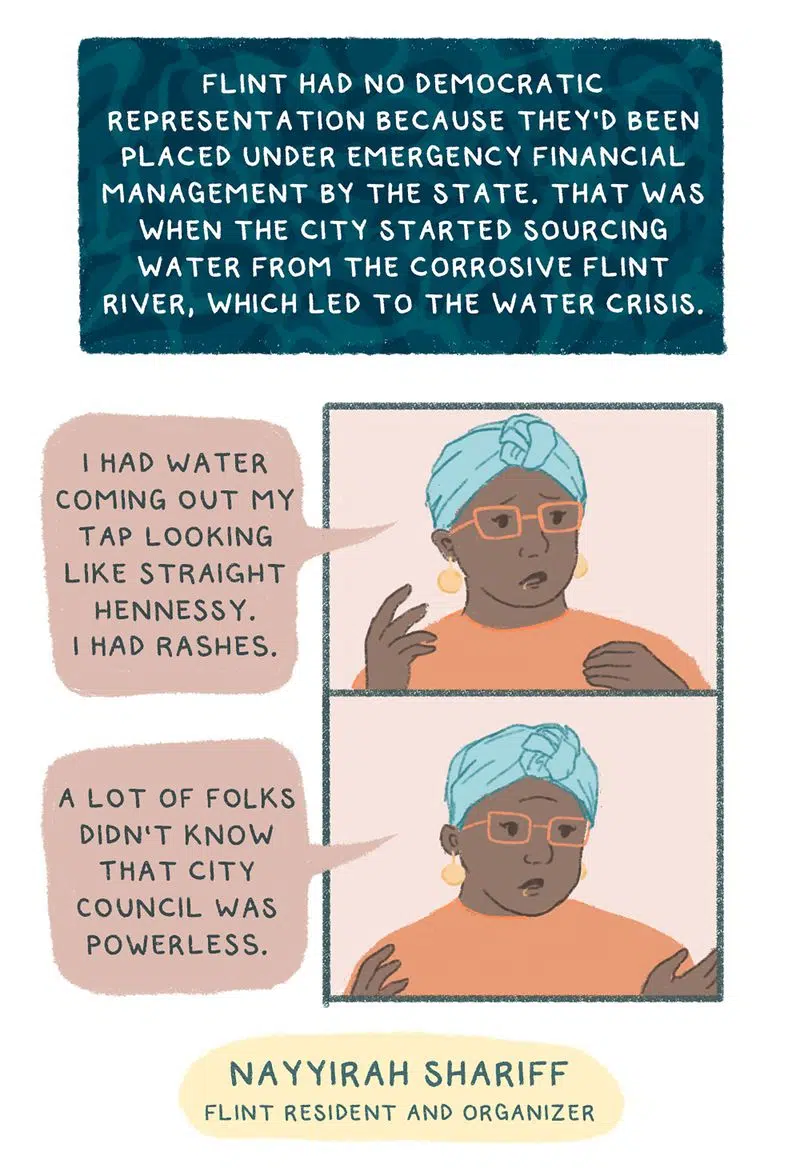 FLINT HAD NO DEMOCRATIC
REPRESENTATION BECAUSE THEY'D BEEN
PLACED UNDER EMERGENCY FINANCIAL
MANAGEMENT BY THE STATE. THAT WAS
WHEN THE CITY STARTED SOURCING
WATER FROM THE CORROSIVE FLINT
RIVER, WHICH LED TO THE WATER CRISIS.
I HAD WATER
COMING OUT MY
TAP LOOKING
LIKE STRAIGHT
HENNESSY.
I HAD RASHES.
A LOT OF FOLKS
DIDN'T KNOW
THAT CITY
COUNCIL WAS
POWERLESS.
NAYYIRAH SHARIFF
FLINT RESIDENT AND ORGANIZER